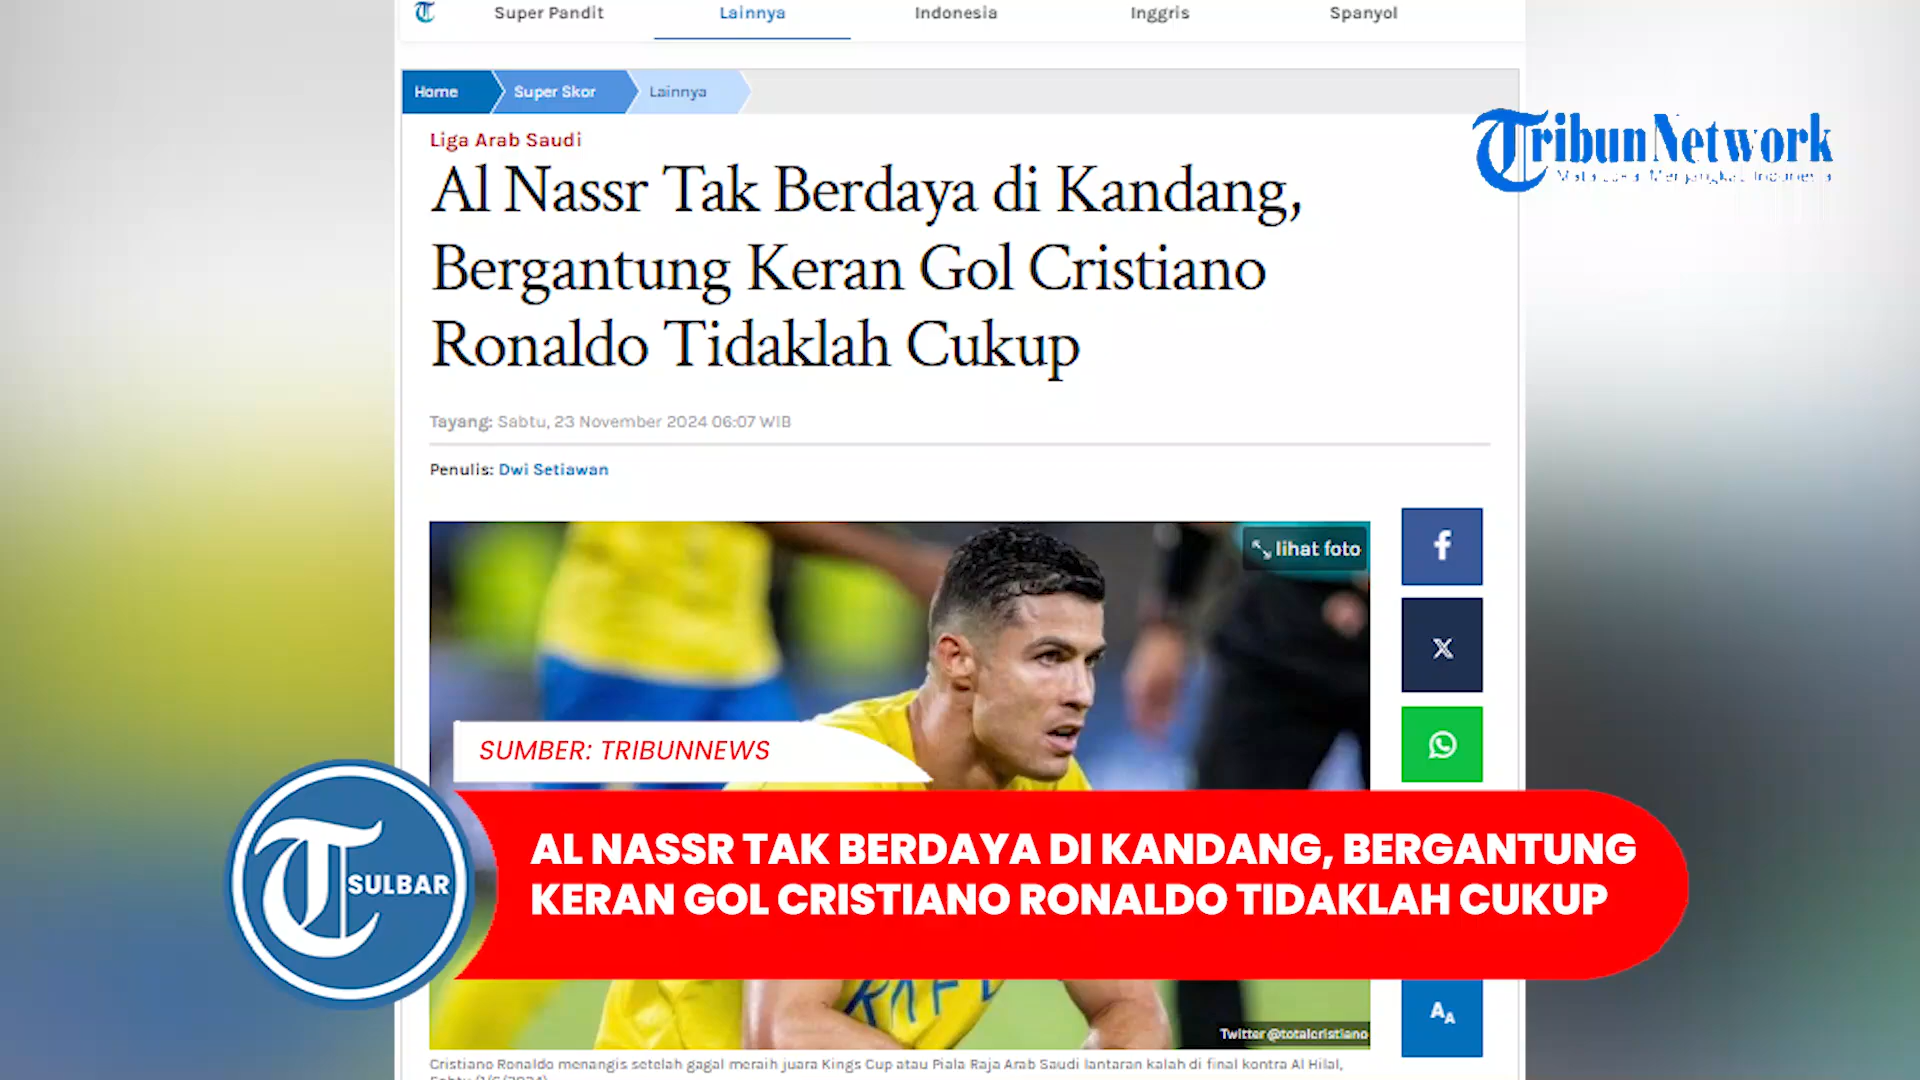 Super Pandit Lainnya Indonesia Inggris Spanyol
Home Super Skor Lainnya
Liga Arab Saudi
Al Nassr Tak Berdaya di Kandang,
Bergantung Keran Gol Cristiano
Ronaldo Tidaklah Cukup
Tribun Network
Tayang: Sabtu, 23 November 2024 06:07 WIB
Penulis: Dwi Setiawan
lihat foto
SUMBER: TRIBUNNEWS
SULBAR
AL NASSR TAK BERDAYA DI KANDANG, BERGANTUNG
KERAN GOL CRISTIANO RONALDO TIDAKLAH CUKUP
AA
Twitter @totalcristiano
Cristiano Ronaldo menangis setelah gagal meraih juara Kings Cup atau Piala Raja Arab Saudi lantaran kalah di final kontra Al Hilal,